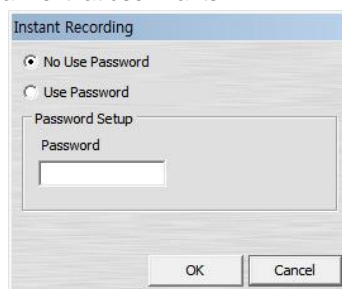 Instant Recording
No Use Password
Use Password
Password Setup
Password
OK Cancel